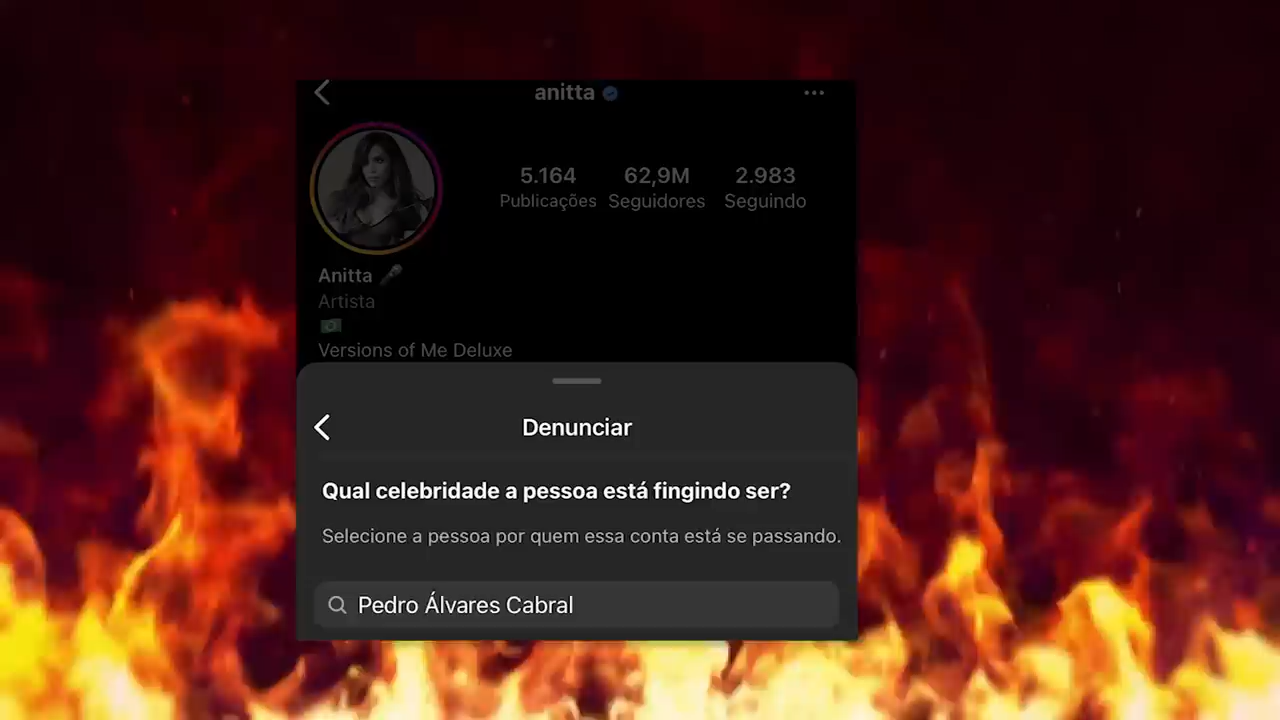 anitta
5.164 62,9M 2.983
Publicações Seguidores Seguindo
Anitta
Artista
Versions of Me Deluxe
Denunciar
Qual celebridade a pessoa está fingindo ser?
Selecione a pessoa por quem essa conta está se passando.
Pedro Álvares Cabral